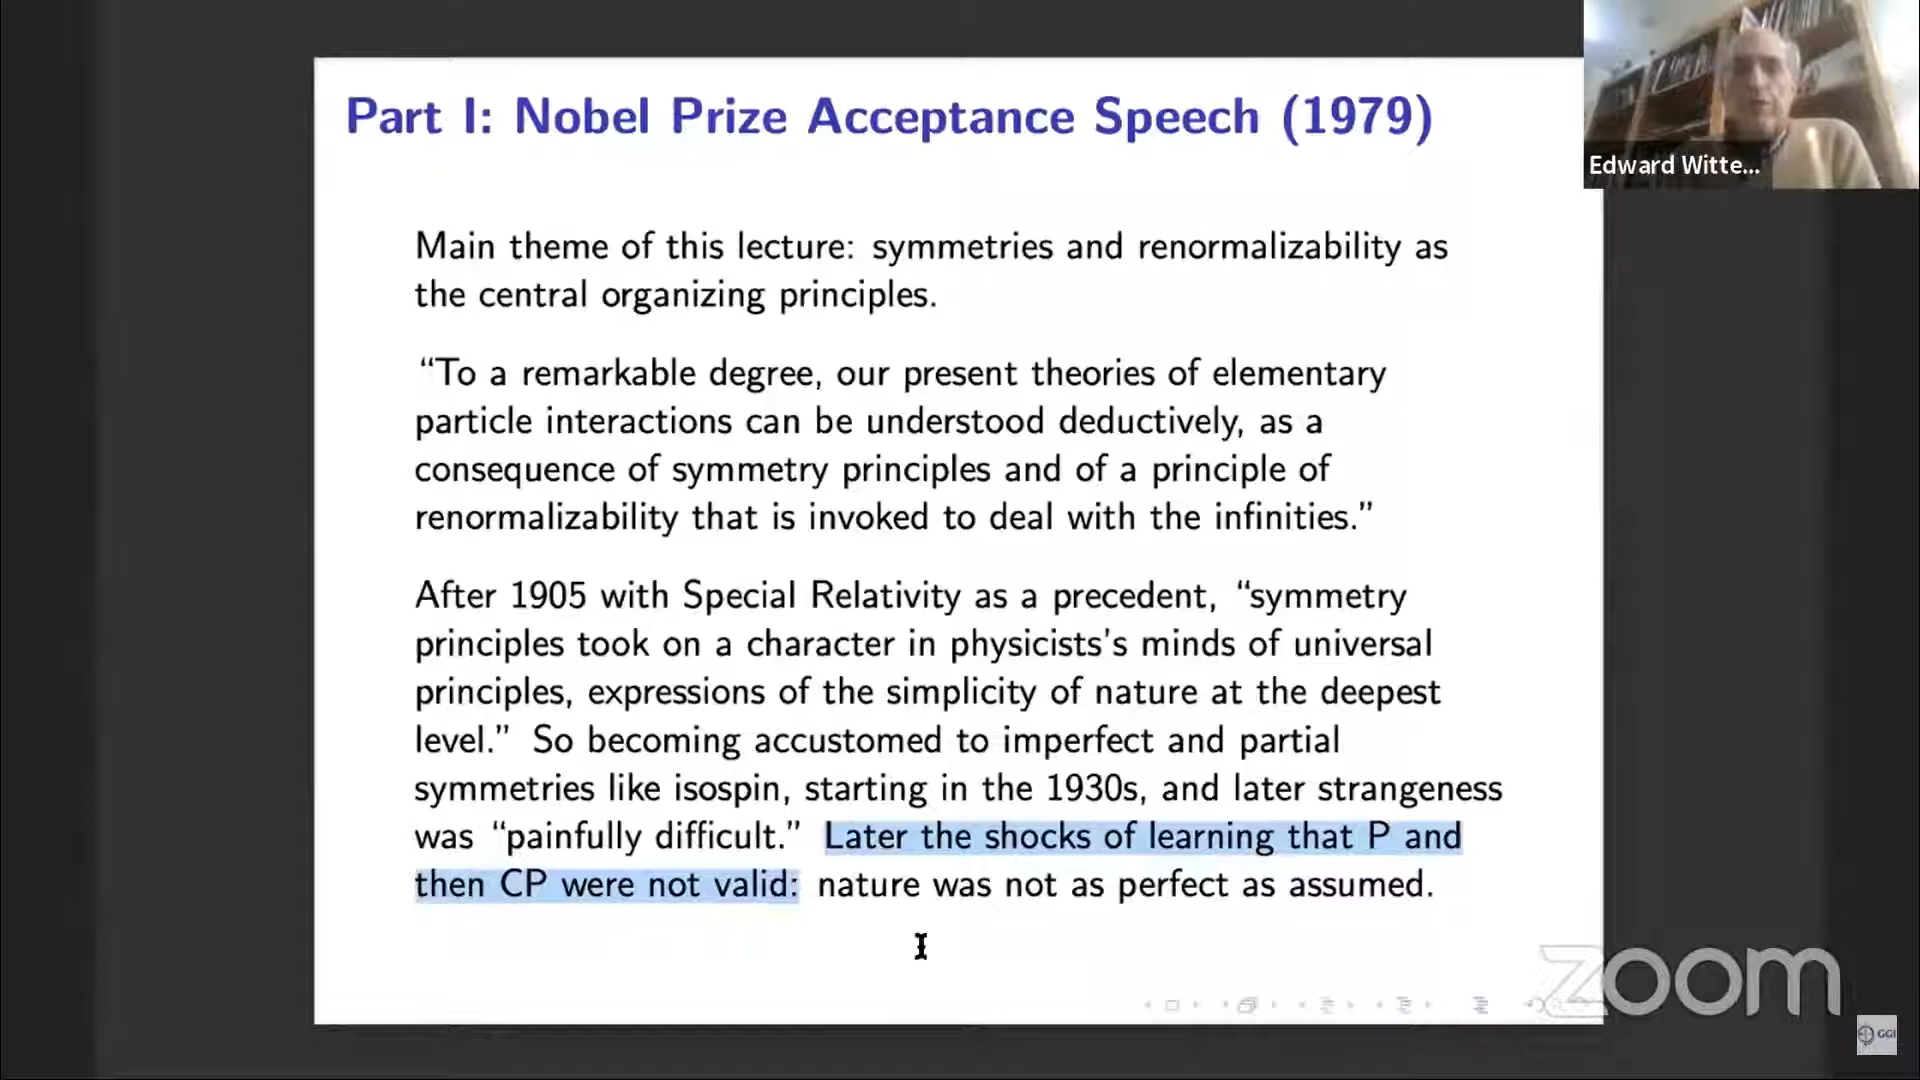 Part I: Nobel Prize Acceptance Speech (1979)
Edward Witte...
Main theme of this lecture: symmetries and renormalizability as
the central organizing principles.
“To a remarkable degree, our present theories of elementary
particle interactions can be understood deductively, as a
consequence of symmetry principles and of a principle of
renormalizability that is invoked to deal with the infinities.”
After 1905 with Special Relativity as a precedent, “symmetry
principles took on a character in physicists’s minds of universal
principles, expressions of the simplicity of nature at the deepest
level.” So becoming accustomed to imperfect and partial
symmetries like isospin, starting in the 1930s, and later strangeness
was “painfully difficult.” Later the shocks of learning that P and
then CP were not valid: nature was not as perfect as assumed.
zoom
GGI